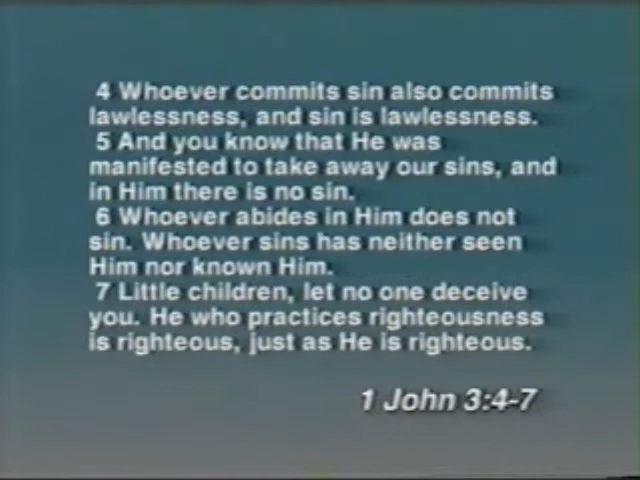 4 Whoever commits sin also commits
lawlessness, and sin is lawlessness.
5 And you know that He was
manifested to take away our sins, and
in Him there is no sin.
6 Whoever abides in Him does not
sin. Whoever sins has neither seen
Him nor known Him.
7 Little children, let no one deceive
you. He who practices righteousness
is righteous, just as He is righteous.
1 John 3:4-7